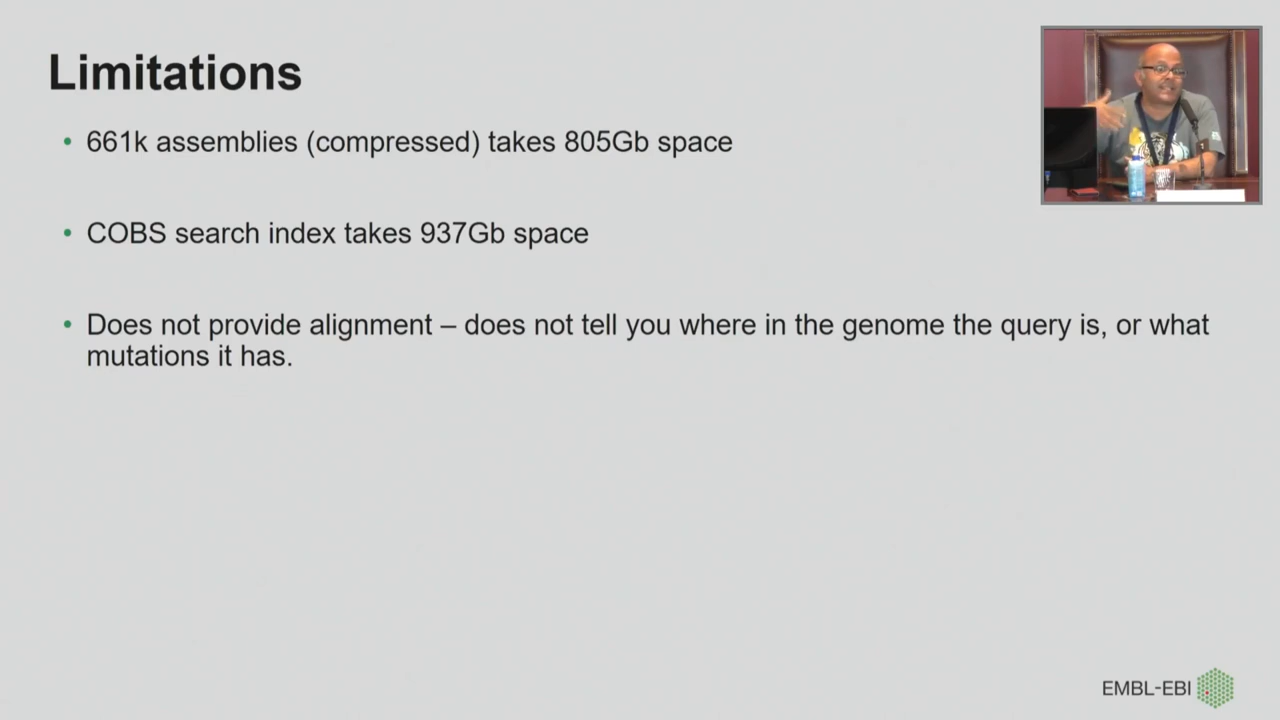 Limitations
• 661k assemblies (compressed) takes 805Gb space
• COBS search index takes 937Gb space
• Does not provide alignment – does not tell you where in the genome the query is, or what
mutations it has.
EMBL-EBI